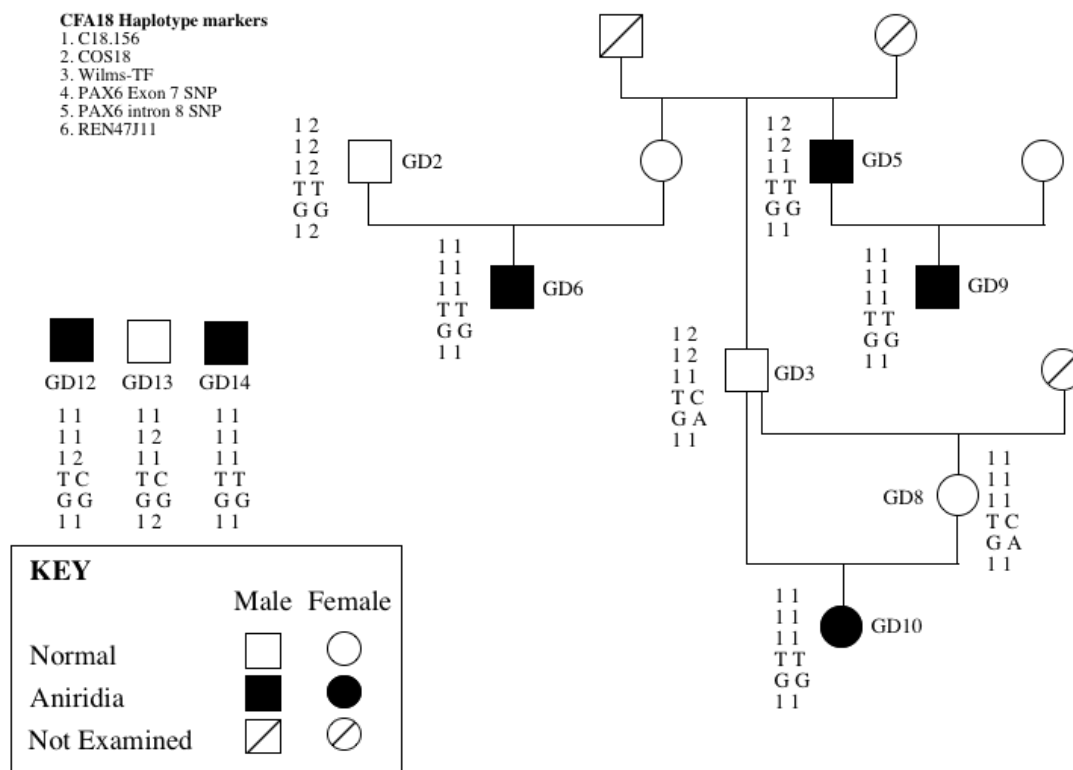 CFA18 Haplotype markers
1. C18.156
2. COS18
3. Wilms-TF
4. PAX6 Exon 7 SNP
5. PAX6 intron 8 SNP
6. REN47J11
1 2
1 2
1 2
T T
G G
1 2
GD2
1 2
1 2
1 1
T T
G G
1 1
GD5
1 1
1 1
1 1
T T
G G
1 1
GD6
1 1
1 1
1 1
T T
G G
1 1
GD9
1 2
1 2
1 1
T C
G A
1 1
GD3
GD12
1 1
1 1
1 2
T C
G G
1 1
GD13
1 1
1 2
1 1
T C
G G
1 2
GD14
1 1
1 1
1 1
T T
G G
1 1
GD8
1 1
1 1
1 1
T C
G A
1 1
1 1
1 1
1 1
T T
G G
1 1
GD10
KEY
Male Female
Normal
Aniridia
Not Examined